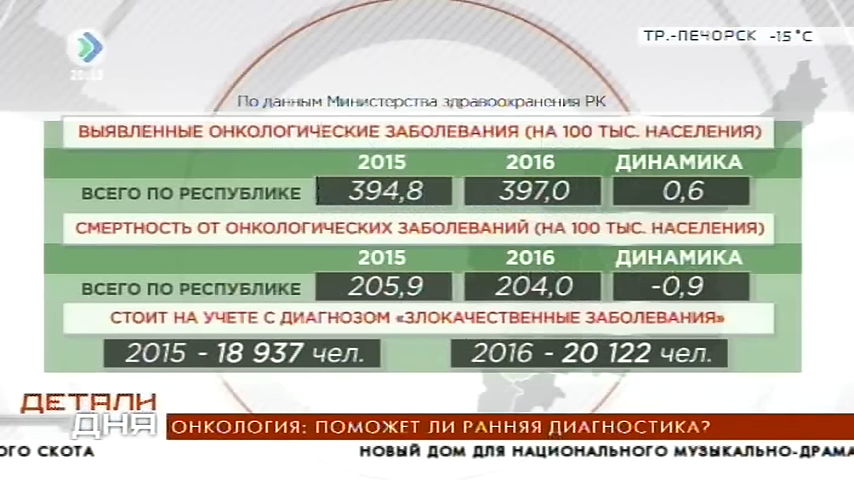 ТР.-ПЕЧОРСК -15°C
По данным Министерства здравоохранения РК
ВЫЯВЛЕННЫЕ ОНКОЛОГИЧЕСКИЕ ЗАБОЛЕВАНИЯ (НА 100 ТЫС. НАСЕЛЕНИЯ)
2015 2016 ДИНАМИКА
ВСЕГО ПО РЕСПУБЛИКЕ 394,8 397,0 0,6
СМЕРТНОСТЬ ОТ ОНКОЛОГИЧЕСКИХ ЗАБОЛЕВАНИЙ (НА 100 ТЫС. НАСЕЛЕНИЯ)
2015 2016 ДИНАМИКА
ВСЕГО ПО РЕСПУБЛИКЕ 205,9 204,0 -0,9
СТОИТ НА УЧЕТЕ С ДИАГНОЗОМ «ЗЛОКАЧЕСТВЕННЫЕ ЗАБОЛЕВАНИЯ»
2015 - 18 937 чел. 2016 - 20 122 чел.
ДЕТАЛИ
ДНЯ
ОНКОЛОГИЯ: ПОМОЖЕТ ЛИ РАННЯЯ ДИАГНОСТИКА?
ОГО СКОТА НОВЫЙ ДОМ ДЛЯ НАЦИОНАЛЬНОГО МУЗЫКАЛЬНО-ДРАМА